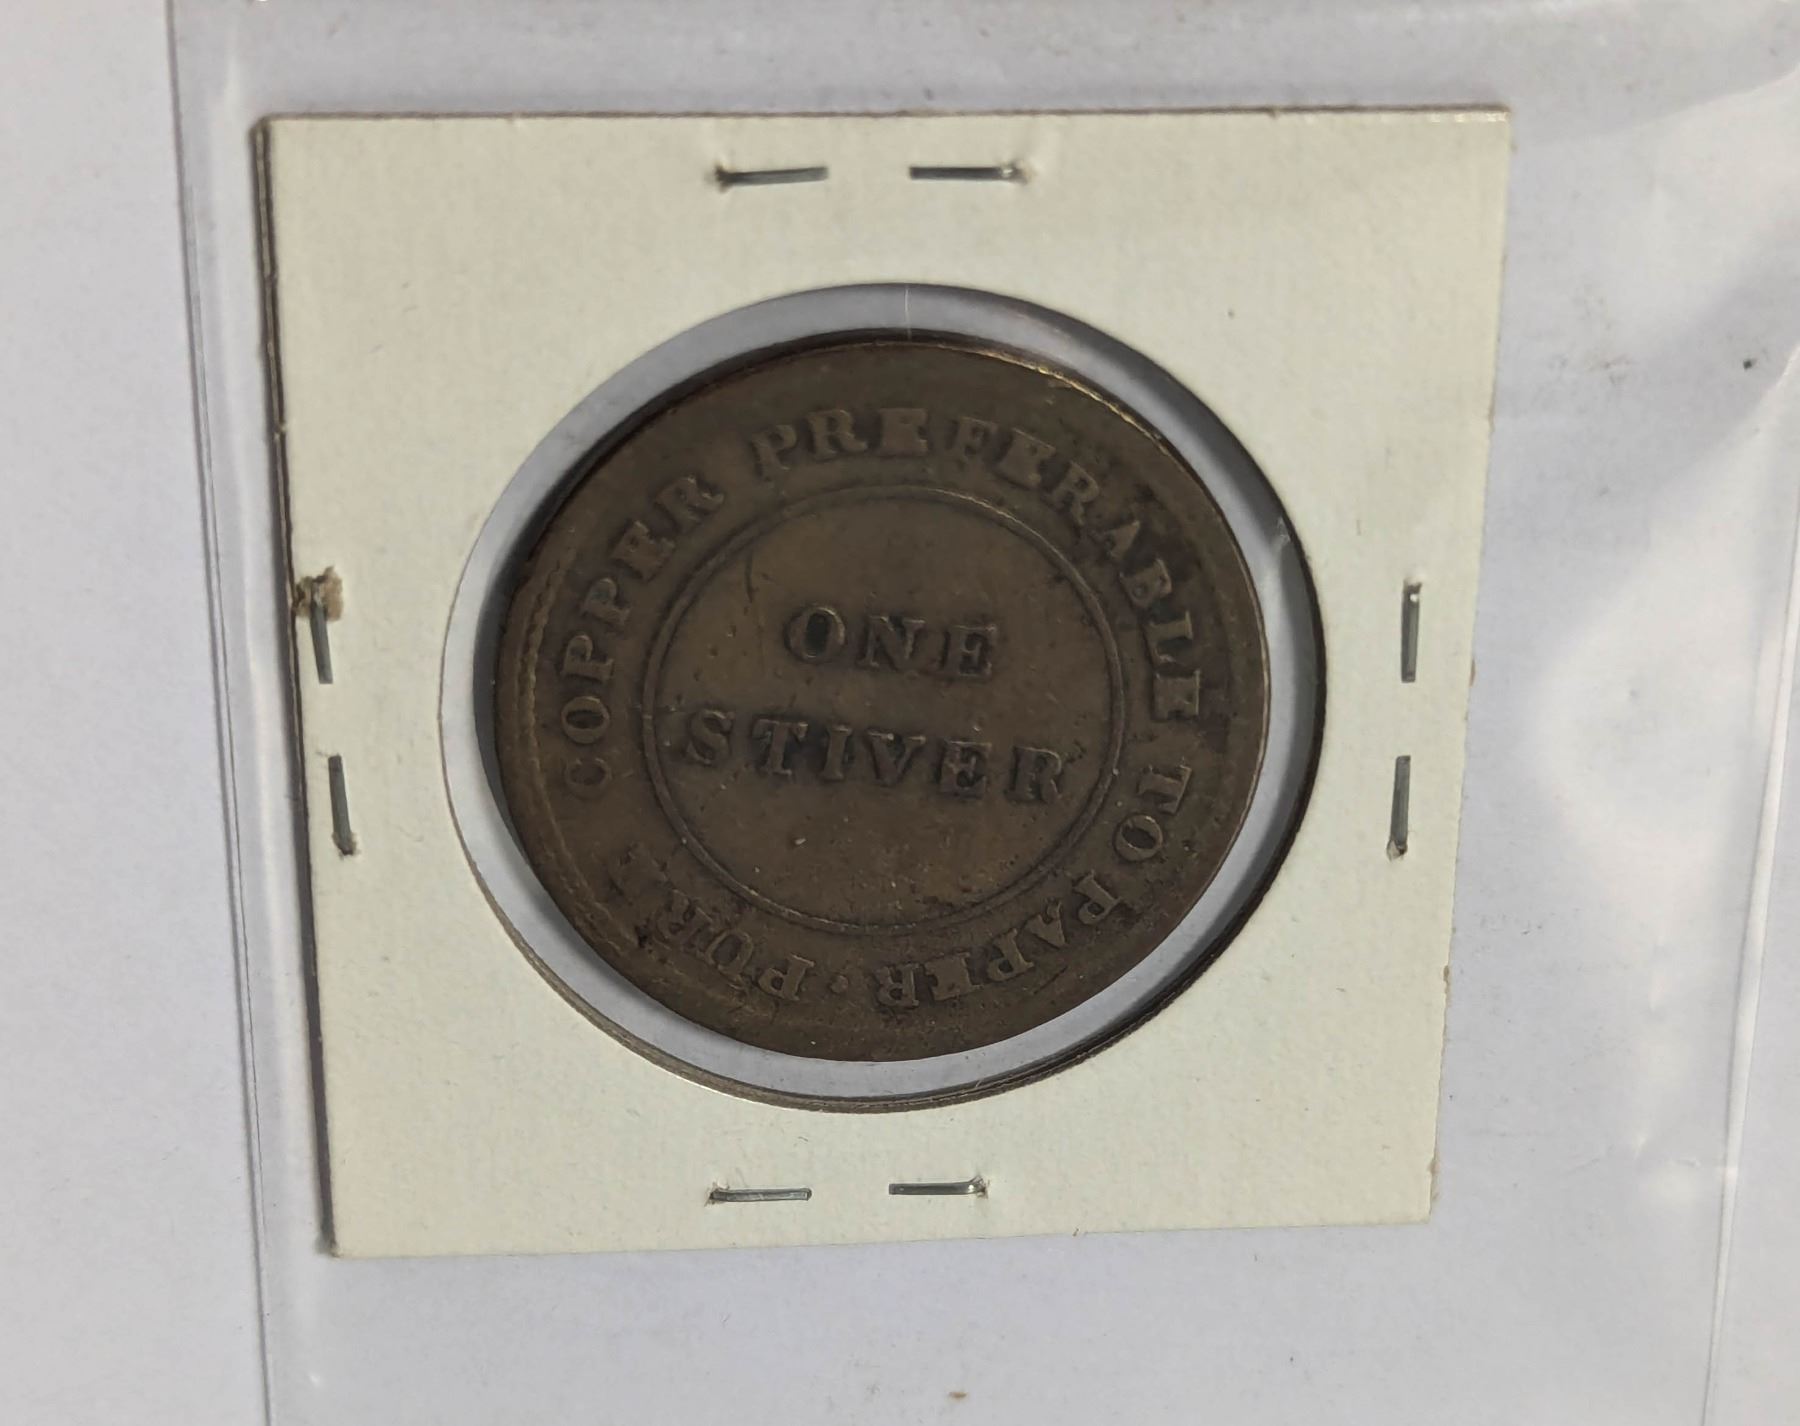 PURE COPPER PREFERABLE TO PAPER ·
ONE
STIVER